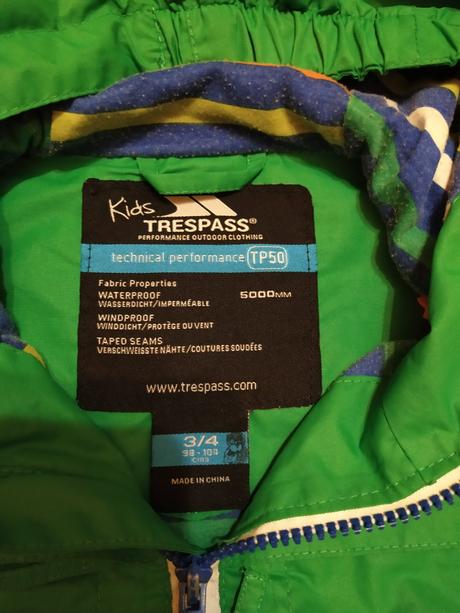 Kids
TRESPASS®
PERFORMANCE OUTDOOR CLOTHING
technical performance TP50
Fabric Properties
WATERPROOF 5000MM
WASSERDICHT/IMPERMÉABLE
WINDPROOF
WINDDICHT/PROTÈGE DU VENT
TAPED SEAMS
VERSCHWEISSTE NÄHTE/COUTURES SOUDÉES
www.trespass.com
3/4
98 - 104
CMS
MADE IN CHINA